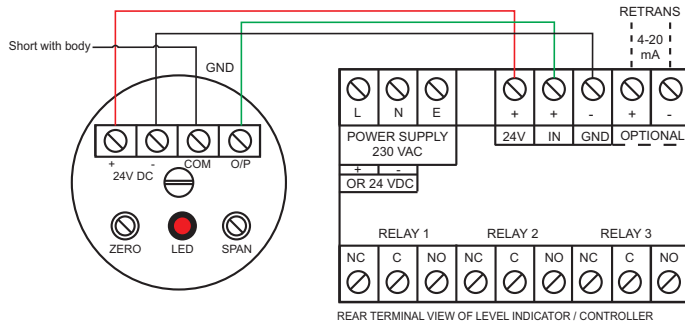 RETRANS
4-20
mA
Short with body
GND
L N E + + - + -
POWER SUPPLY
230 VAC
24V IN GND OPTIONAL
+ -
OR 24 VDC
+ - COM O/P
24V DC
ZERO LED SPAN
RELAY 1 RELAY 2 RELAY 3
NC C NO NC C NO NC C NO
REAR TERMINAL VIEW OF LEVEL INDICATOR / CONTROLLER